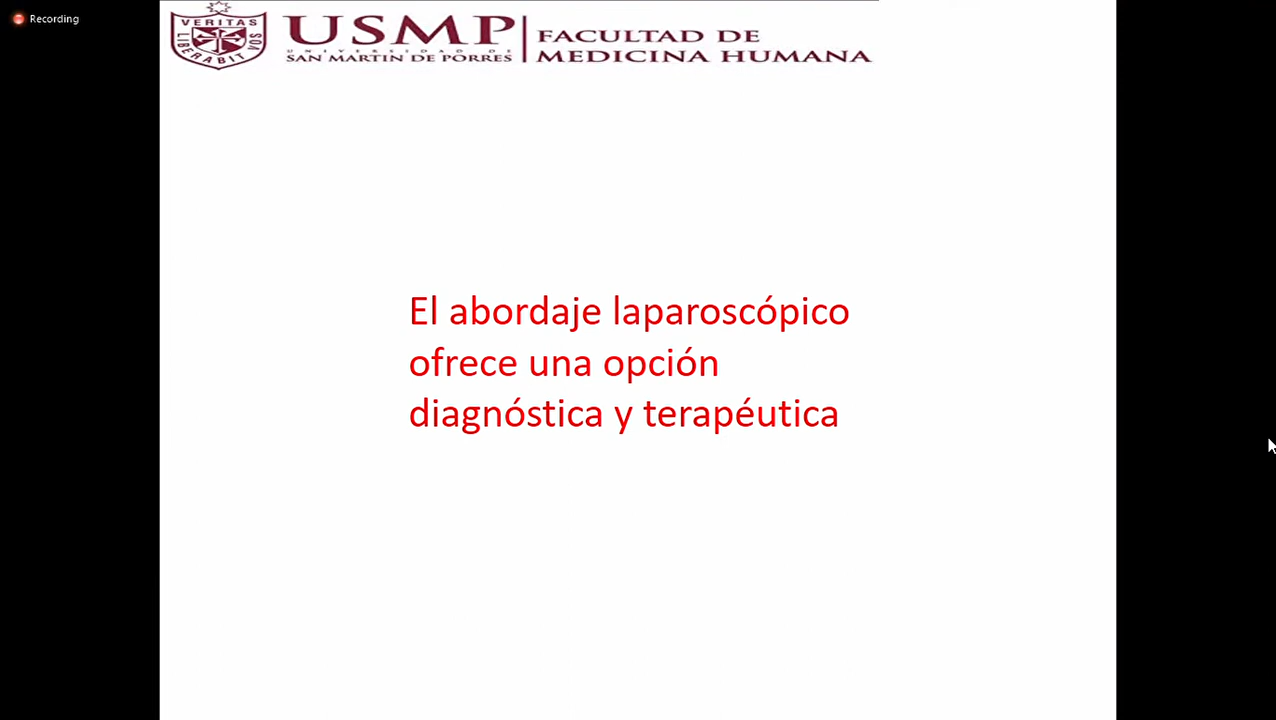 Recording
VERITAS
LIBERABIT VOS
USMP
UNIVERSIDAD DE
SAN MARTIN DE PORRES
FACULTAD DE
MEDICINA HUMANA
El abordaje laparoscópico
ofrece una opción
diagnóstica y terapéutica